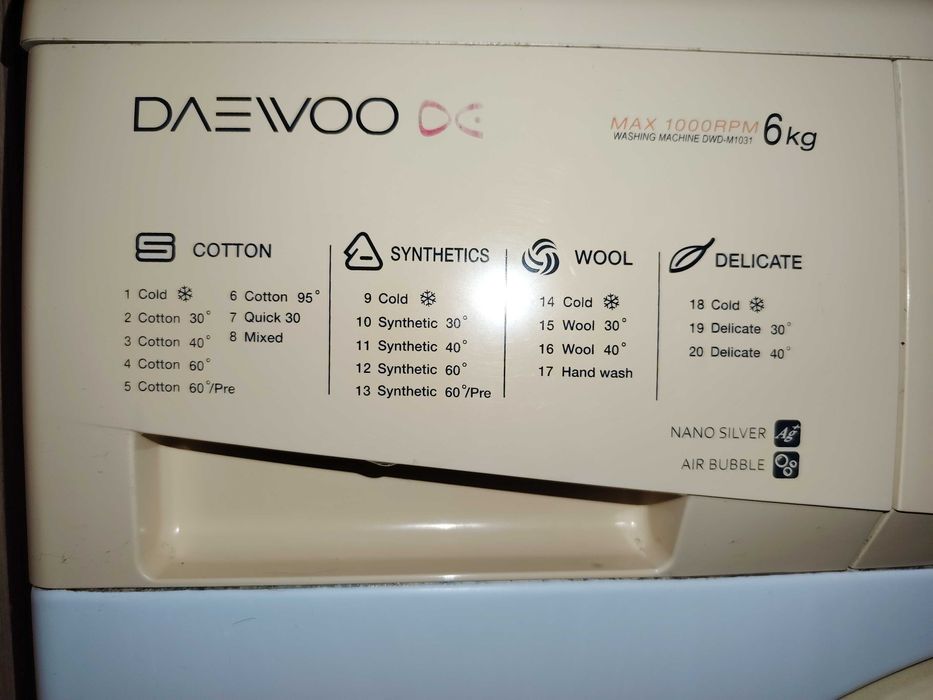 DAEWOO
MAX 1000RPM 6kg
WASHING MACHINE DWD-M1031
COTTON
1 Cold
2 Cotton 30°
3 Cotton 40°
4 Cotton 60°
5 Cotton 60°/Pre
6 Cotton 95°
7 Quick 30
8 Mixed
SYNTHETICS
9 Cold
10 Synthetic 30°
11 Synthetic 40°
12 Synthetic 60°
13 Synthetic 60°/Pre
WOOL
14 Cold
15 Wool 30°
16 Wool 40°
17 Hand wash
DELICATE
18 Cold
19 Delicate 30°
20 Delicate 40°
NANO SILVER Ag+
AIR BUBBLE